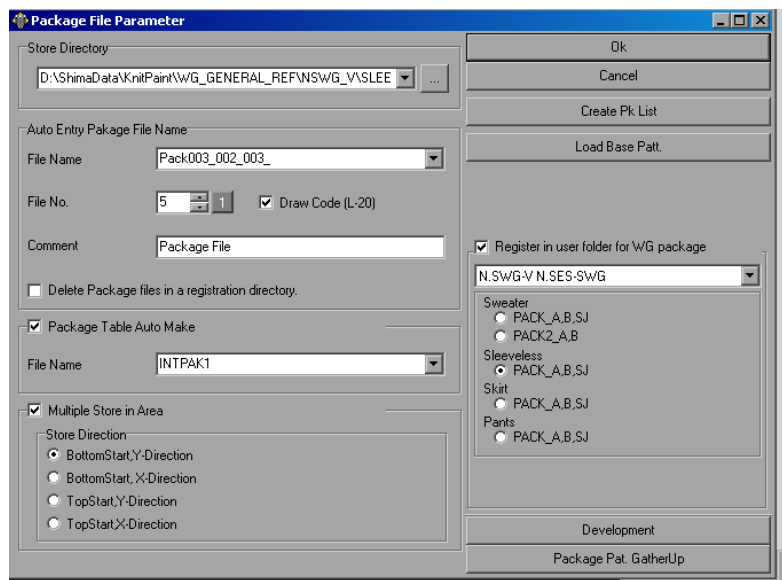 Package File Parameter
Store Directory
D:\ShimaData\KnitPaint\WG_GENERAL_REF\NSWG_V\SLEE
...
Auto Entry Pakage File Name
File Name
Pack003_002_003_
File No.
5
1
Draw Code (L-20)
Comment
Package File
Delete Package files in a registration directory.
Package Table Auto Make
File Name
INTPAK1
Multiple Store in Area
Store Direction
BottomStart,Y-Direction
BottomStart, X-Direction
TopStart,Y-Direction
TopStart,X-Direction
Ok
Cancel
Create Pk List
Load Base Patt.
Register in user folder for WG package
N.SWG-V N.SES-SWG
Sweater
PACK_A,B,SJ
PACK2_A,B
Sleeveless
PACK_A,B,SJ
Skirt
PACK_A,B,SJ
Pants
PACK_A,B,SJ
Development
Package Pat. GatherUp